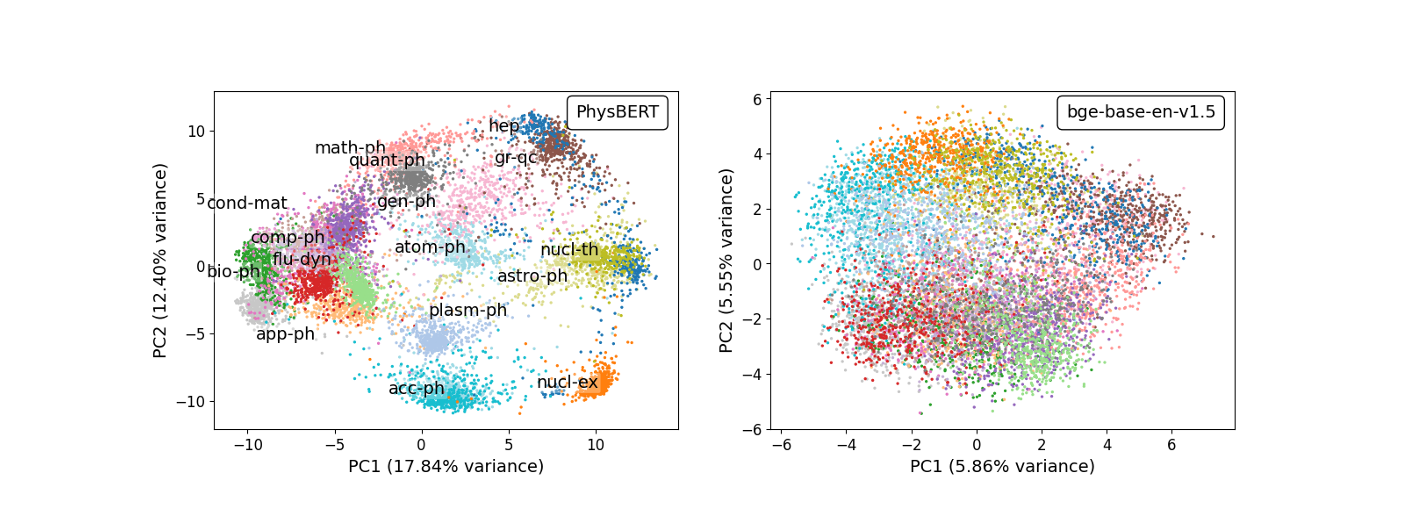 PhysBERT
hep
math-ph
quant-ph
gr-qc
gen-ph
cond-mat
comp-ph
atom-ph
nucl-th
flu-dyn
bio-ph
astro-ph
plasm-ph
app-ph
acc-ph
nucl-ex
10
5
0
−5
−10
PC2 (12.40% variance)
−10 −5 0 5 10
PC1 (17.84% variance)
bge-base-en-v1.5
6
4
2
0
−2
−4
−6
PC2 (5.55% variance)
−6 −4 −2 0 2 4 6
PC1 (5.86% variance)